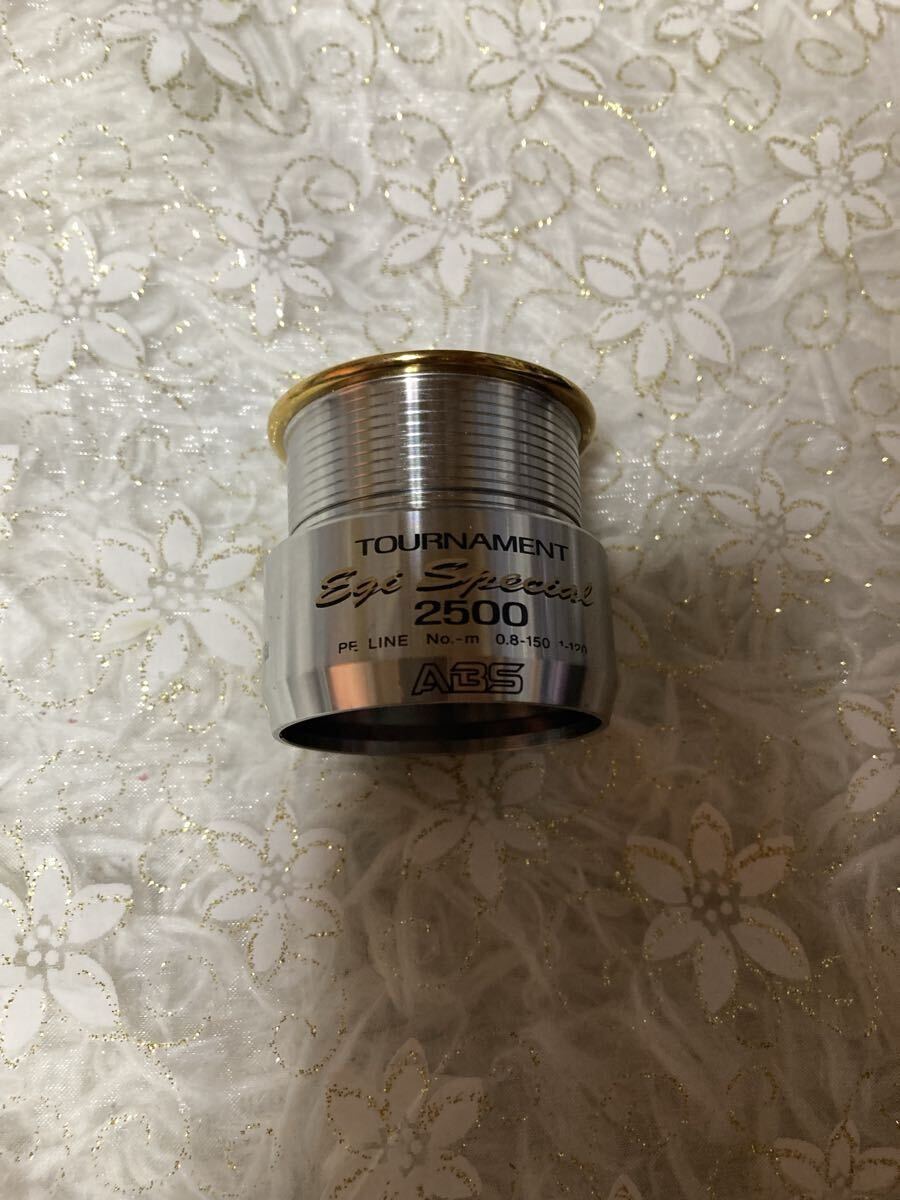 TOURNAMENT
Egi Special
2500
PE LINE No.-m 0.8-150 1-120
ABS